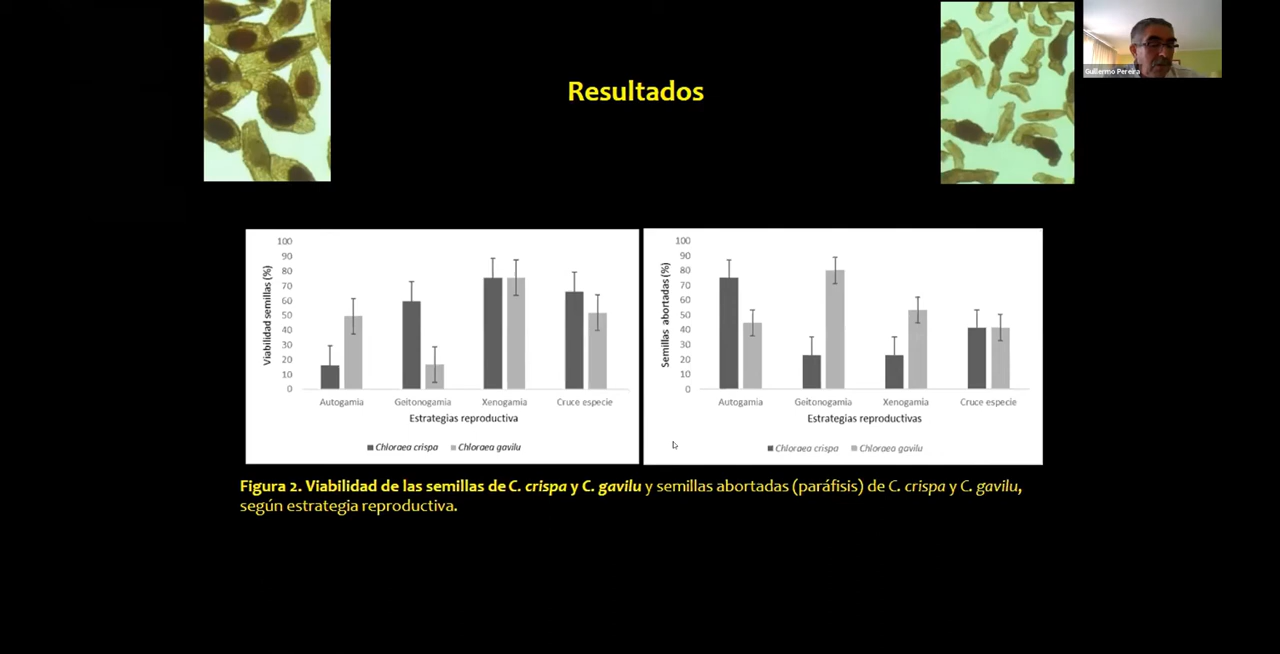 Resultados
Guillermo Pereira
Viabilidad semillas (%)
100
90
80
70
60
50
40
30
20
10
0
Autogamia Geitonogamia Xenogamia Cruce especie
Estrategias reproductiva
Chloraea crispa Chloraea gavilu
Semillas abortadas (%)
100
90
80
70
60
50
40
30
20
10
0
Autogamia Geitonogamia Xenogamia Cruce especie
Estrategias reproductivas
Chloraea crispa Chloraea gavilu
Figura 2. Viabilidad de las semillas de C. crispa y C. gavilu y semillas abortadas (paráfisis) de C. crispa y C. gavilu,
según estrategia reproductiva.